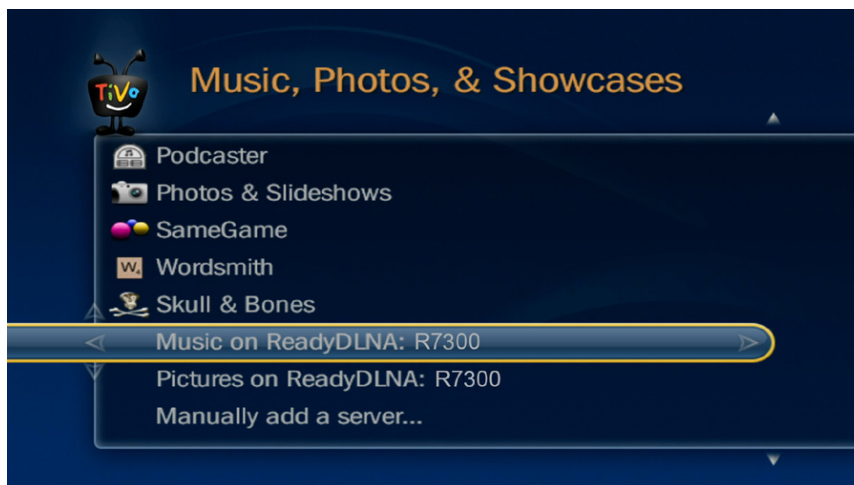 TiVo
Music, Photos, & Showcases
Podcaster
Photos & Slideshows
SameGame
W4 Wordsmith
Skull & Bones
Music on ReadyDLNA: R7300
Pictures on ReadyDLNA: R7300
Manually add a server...